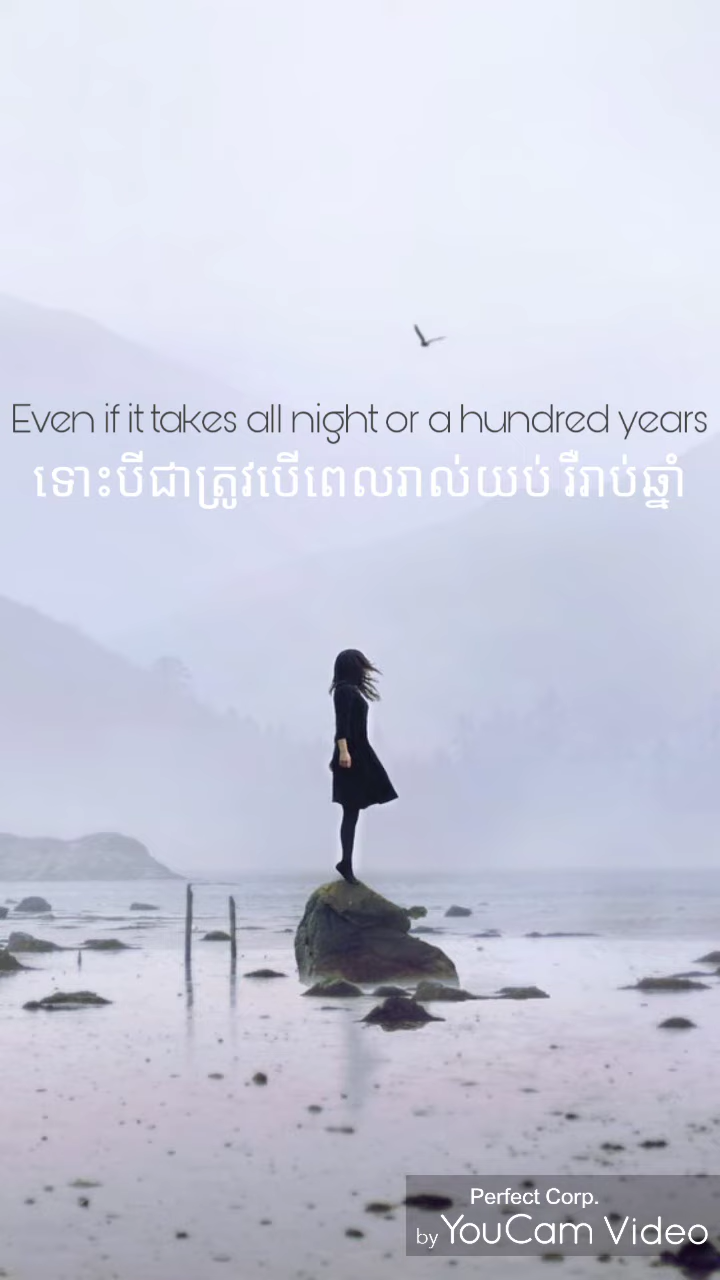 Even if it takes all night or a hundred years
ទោះបីជាត្រូវបើពេលរាល់យប់ រឺរាប់ឆ្នាំ
Perfect Corp.
by YouCam Video